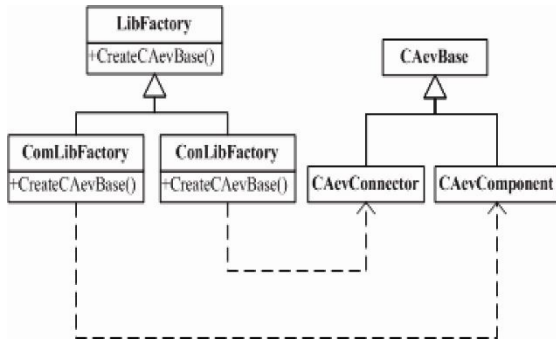 LibFactory
+CreateCAevBase()
CAevBase
ComLibFactory
+CreateCAevBase()
ConLibFactory
+CreateCAevBase()
CAevConnector
CAevComponent